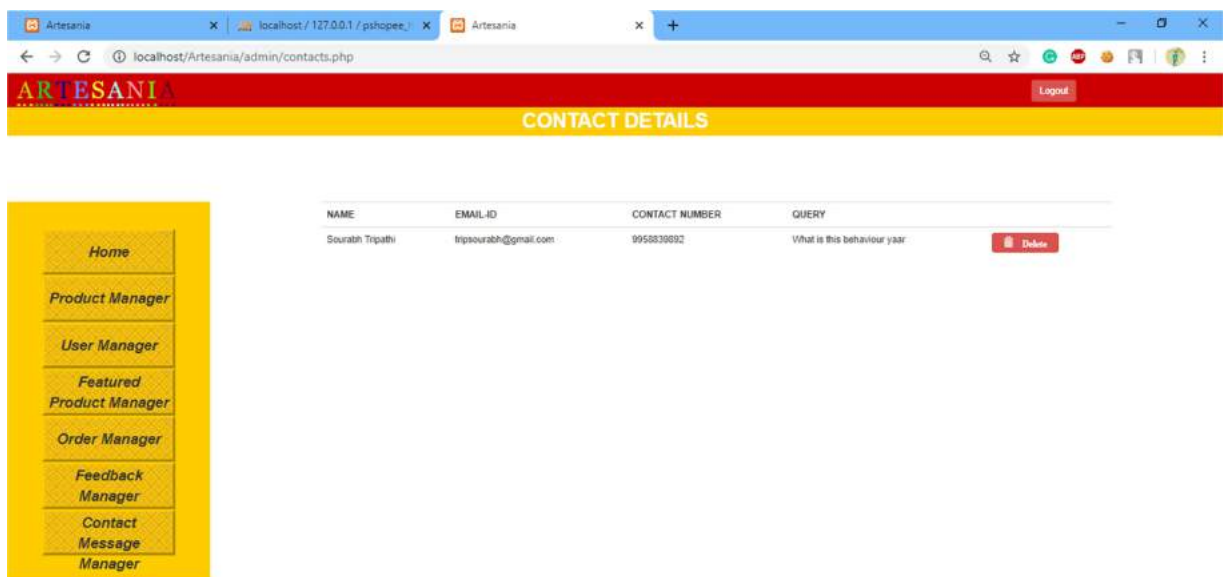 Artesania
localhost / 127.0.0.1 / pshopee_
Artesania
localhost/Artesania/admin/contacts.php
ARTESANIA
Logout
CONTACT DETAILS
NAME EMAIL-ID CONTACT NUMBER QUERY
Sourabh Tripathi tripsourabh@gmail.com 9958839892 What is this behaviour yaar Delete
Home
Product Manager
User Manager
Featured
Product Manager
Order Manager
Feedback
Manager
Contact
Message
Manager